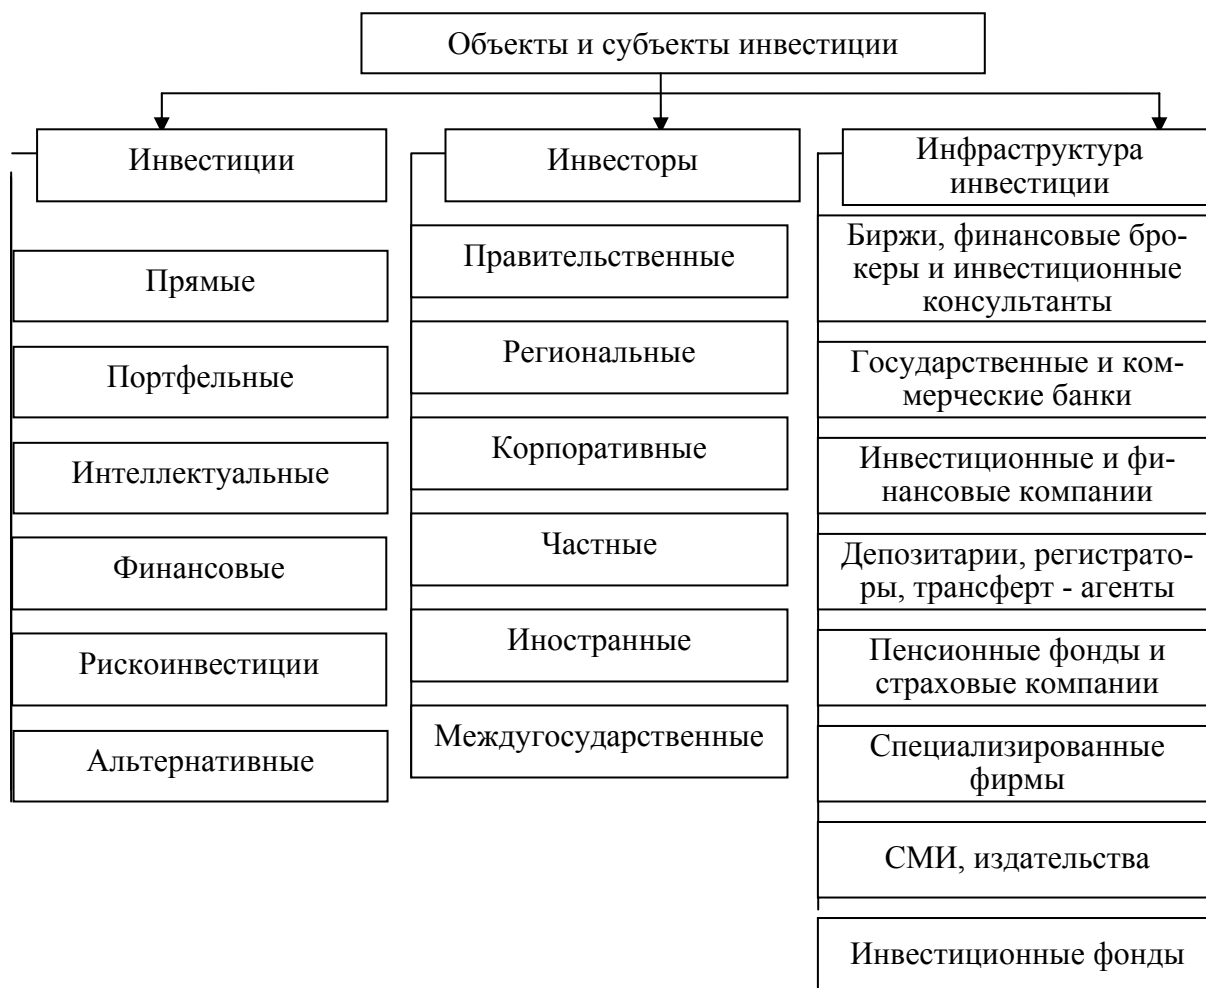 Объекты и субъекты инвестиции
Инвестиции
Прямые
Портфельные
Интеллектуальные
Финансовые
Рискоинвестиции
Альтернативные
Инвесторы
Правительственные
Региональные
Корпоративные
Частные
Иностранные
Междугосударственные
Инфраструктура
инвестиции
Биржи, финансовые бро-
керы и инвестиционные
консультанты
Государственные и ком-
мерческие банки
Инвестиционные и фи-
нансовые компании
Депозитарии, регистрато-
ры, трансферт - агенты
Пенсионные фонды и
страховые компании
Специализированные
фирмы
СМИ, издательства
Инвестиционные фонды